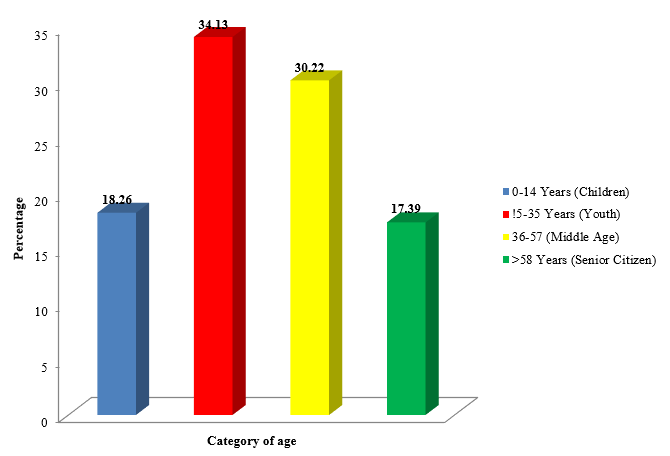 35
30
25
20
15
10
5
0
Percentage
18.26
34.13
30.22
17.39
Category of age
0-14 Years (Children)
!5-35 Years (Youth)
36-57 (Middle Age)
>58 Years (Senior Citizen)